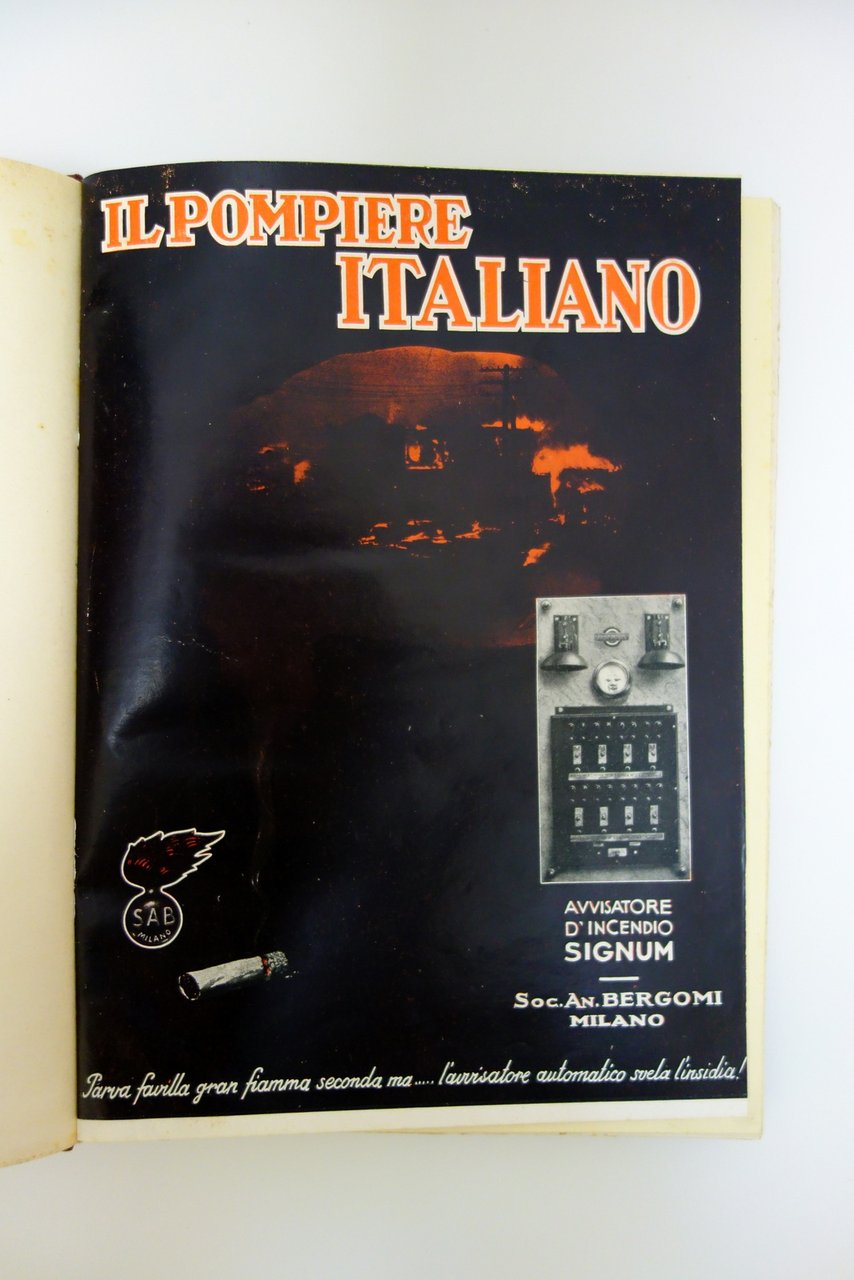 IL POMPIERE
ITALIANO
SAB
MILANO
AVVISATORE
D'INCENDIO
SIGNUM
SOC. AN. BERGOMI
MILANO
Parva favilla gran fiamma seconda ma..... l'avvisatore automatico svela l'insidia!